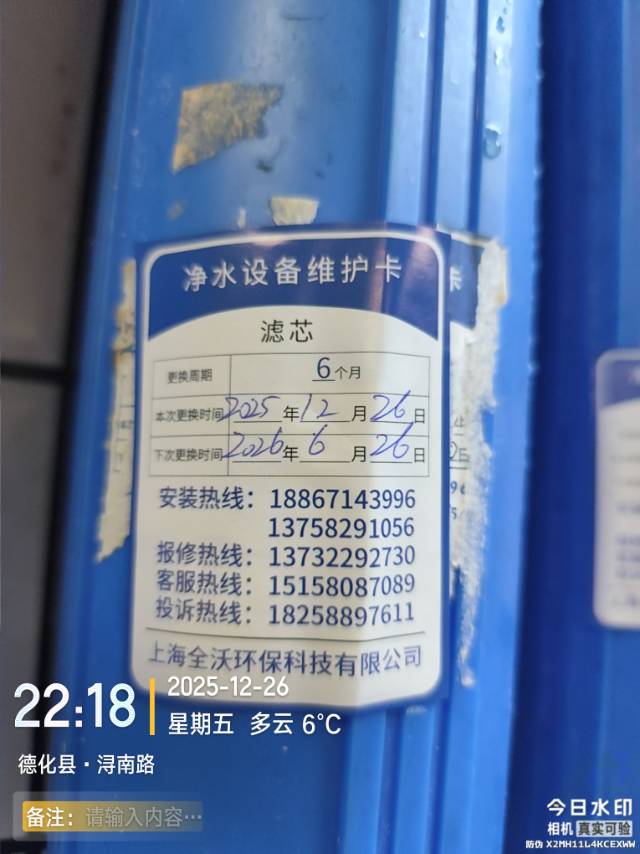 净水设备维护卡
卡
滤芯
更换周期 6个月
本次更换时间 2025年12月26日
下次更换时间 2026年6月26日
安装热线：18867143996
13758291056
报修热线：13732292730
客服热线：15158087089
投诉热线：18258897611
上海全沃环保科技有限公司
22:18
2025-12-26
星期五 多云 6℃
德化县·浔南路
备注：请输入内容…
今日水印
相机 真实可验
防伪 X2MH11L4KCEXWW